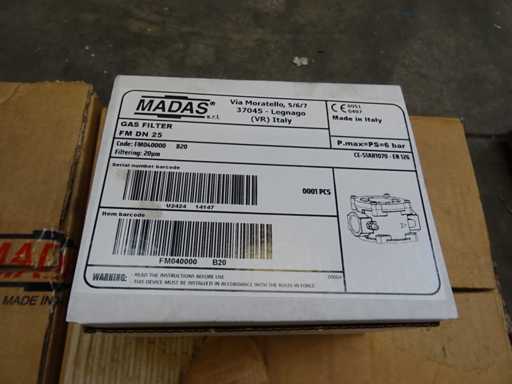 MADAS®
s.r.l.
Via Moratello, 5/6/7
37045 - Legnago
(VR) Italy
CE 0051
0497
Made in Italy
GAS FILTER
FM DN 25
P.max=PS=6 bar
Code: FM040000 B20
Filtering: 20µm
CE-51AR1070 - EN 126
Serial number barcode
0001 PCS
U2424 14147
Item barcode
FM040000 B20
WARNING:
READ THE INSTRUCTIONS BEFORE USE
THIS DEVICE MUST BE INSTALLED IN ACCORDANCE WITH THE RULES IN FORCE
MADAS
MADE IN